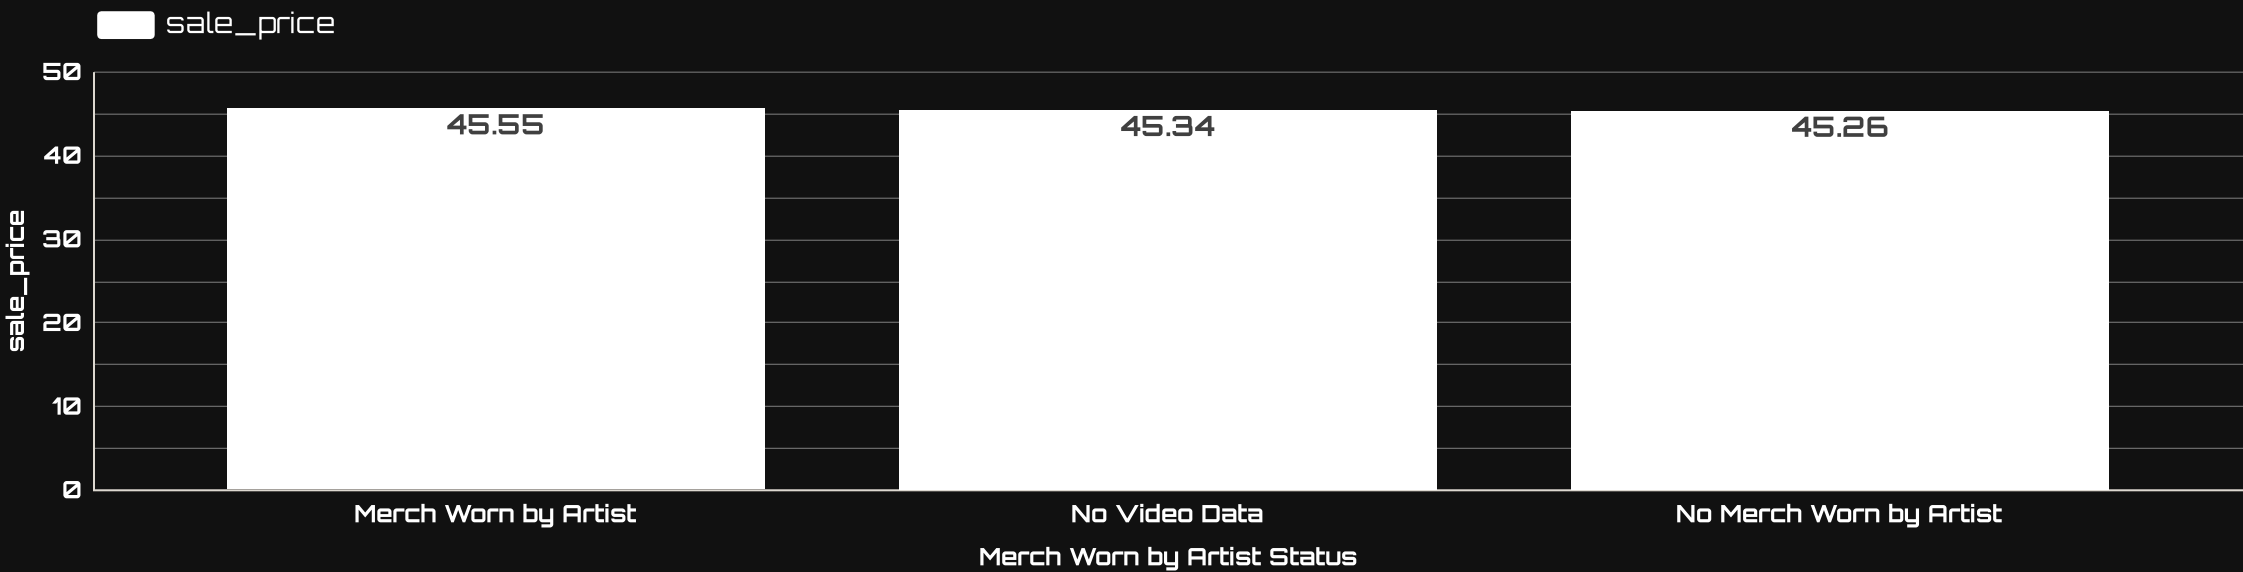 sale_price
50
45.55
45.34
45.26
40
30
sale_price
20
10
0
Merch Worn by Artist
No Video Data
No Merch Worn by Artist
Merch Worn by Artist Status